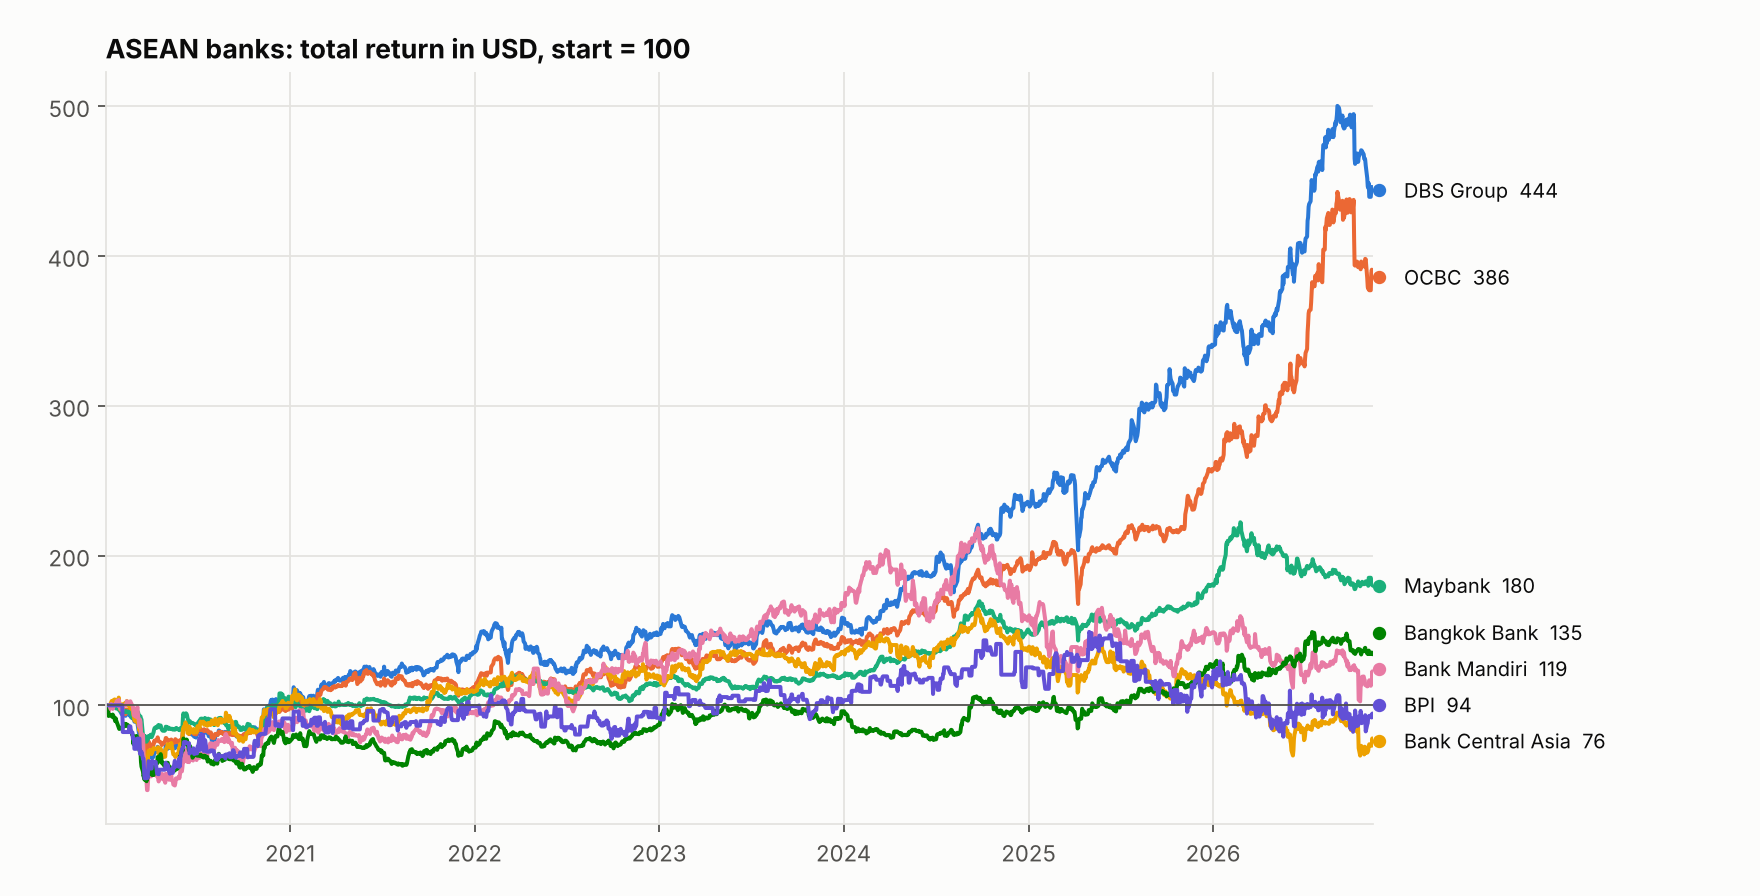 ASEAN banks: total return in USD, start = 100
500
400
300
200
100
DBS Group 444
OCBC 386
Maybank 180
Bangkok Bank 135
Bank Mandiri 119
BPI 94
Bank Central Asia 76
2021
2022
2023
2024
2025
2026